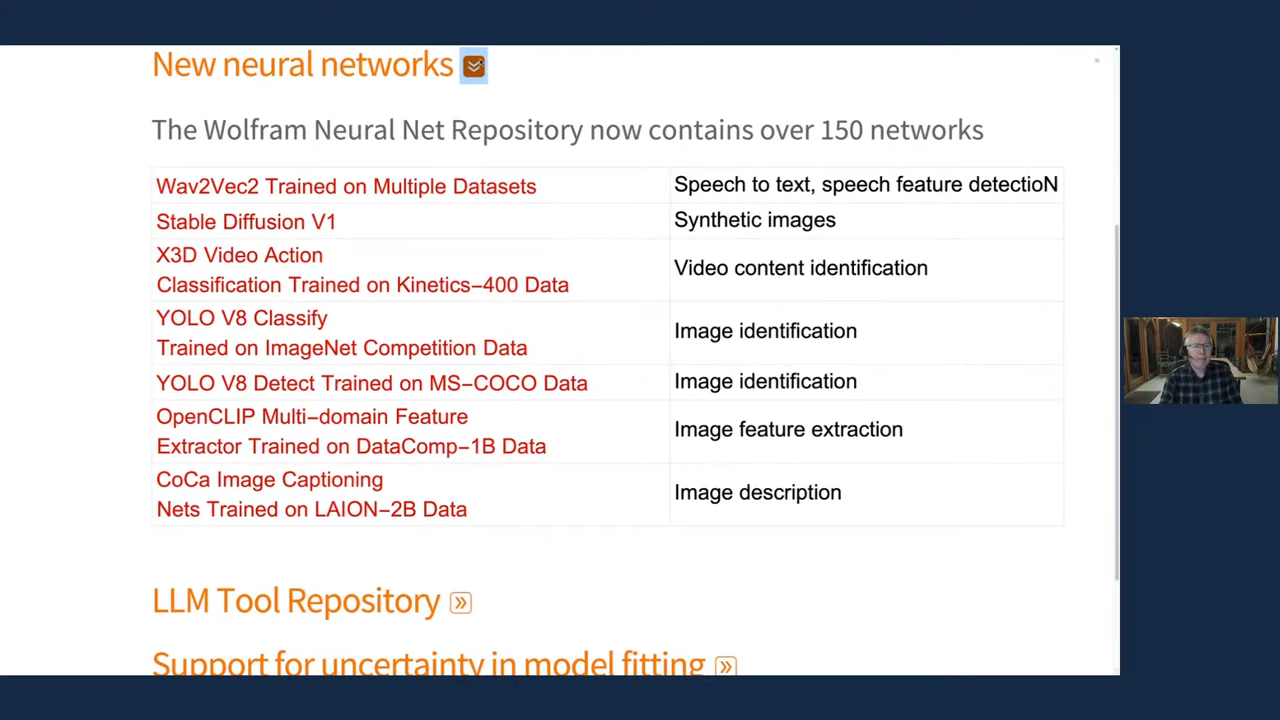 New neural networks
The Wolfram Neural Net Repository now contains over 150 networks
Wav2Vec2 Trained on Multiple Datasets
Speech to text, speech feature detectioN
Stable Diffusion V1
Synthetic images
X3D Video Action
Classification Trained on Kinetics-400 Data
Video content identification
YOLO V8 Classify
Trained on ImageNet Competition Data
Image identification
YOLO V8 Detect Trained on MS-COCO Data
Image identification
OpenCLIP Multi-domain Feature
Extractor Trained on DataComp-1B Data
Image feature extraction
CoCa Image Captioning
Nets Trained on LAION-2B Data
Image description
LLM Tool Repository
Support for uncertainty in model fitting